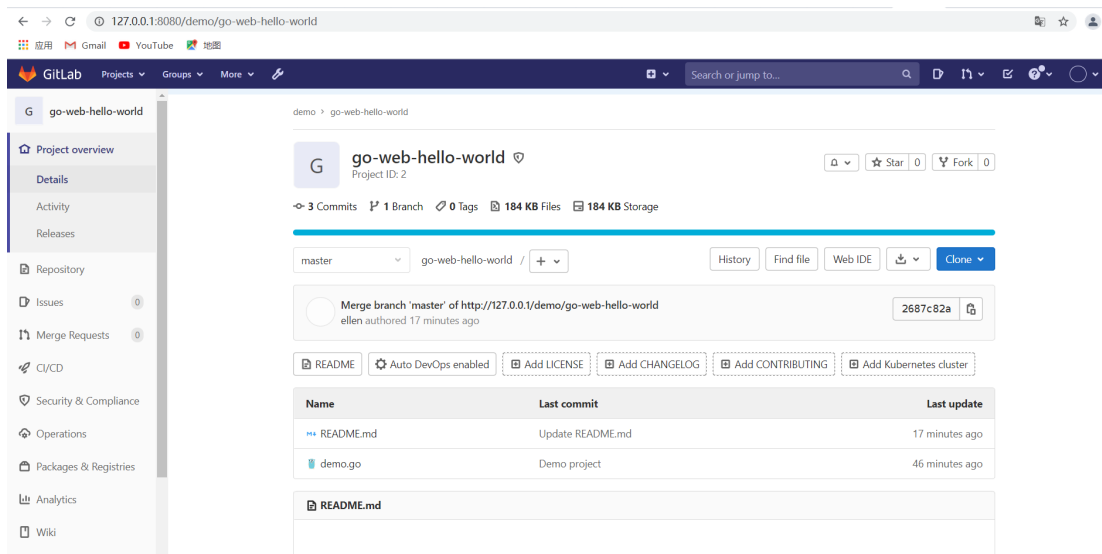 127.0.0.1:8080/demo/go-web-hello-world
应用 Gmail YouTube 地图
GitLab Projects Groups More Search or jump to...
G go-web-hello-world
Project overview
Details
Activity
Releases
Repository
Issues 0
Merge Requests 0
CI/CD
Security & Compliance
Operations
Packages & Registries
Analytics
Wiki
demo > go-web-hello-world
G
go-web-hello-world
Project ID: 2
Star 0 Fork 0
3 Commits 1 Branch 0 Tags 184 KB Files 184 KB Storage
master go-web-hello-world / + History Find file Web IDE Clone
Merge branch 'master' of http://127.0.0.1/demo/go-web-hello-world
ellen authored 17 minutes ago
2687c82a
README Auto DevOps enabled Add LICENSE Add CHANGELOG Add CONTRIBUTING Add Kubernetes cluster
Name Last commit Last update
M+ README.md Update README.md 17 minutes ago
demo.go Demo project 46 minutes ago
README.md